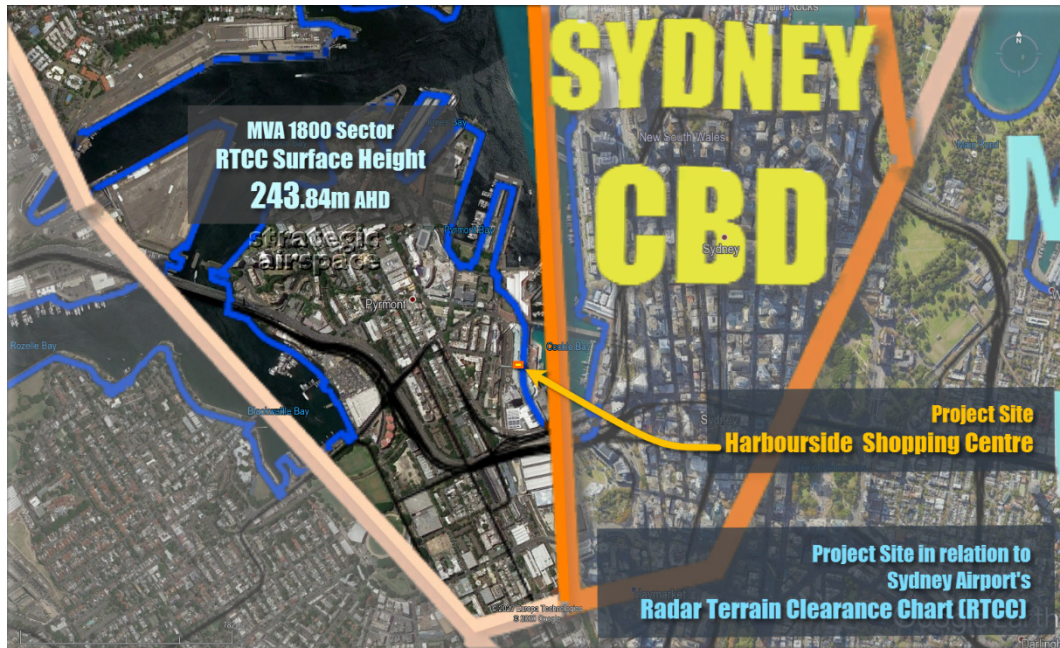 SYDNEY
CBD
New South Wales
Sydney
MVA 1800 Sector
RTCC Surface Height
243.84m AHD
strategic
airspace
Pyrmont Bay
Pyrmont
Rozelle Bay
Blackwattle Bay
Project Site
Harbourside Shopping Centre
Project Site in relation to
Sydney Airport's
Radar Terrain Clearance Chart (RTCC)
N